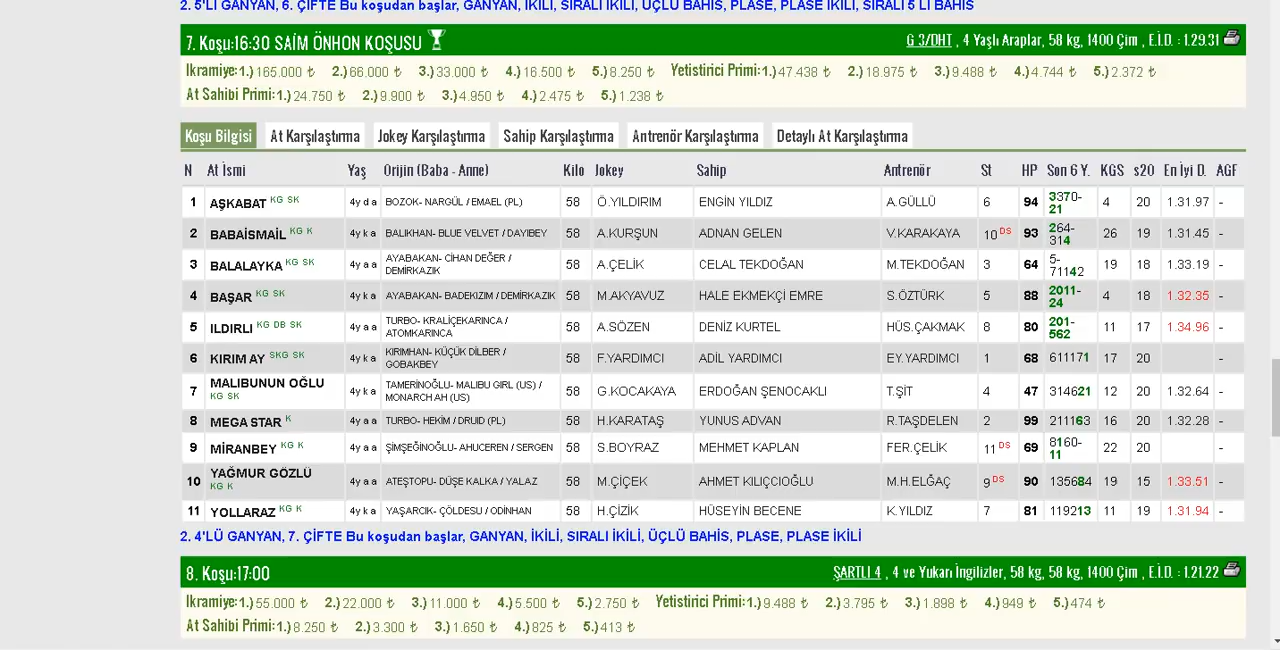 2. 5'Lİ GANYAN, 6. ÇİFTE Bu koşudan başlar, GANYAN, İKİLİ, SIRALI İKİLİ, ÜÇLÜ BAHİS, PLASE, PLASE İKİLİ, SIRALI 5 Lİ BAHİS
7. Koşu:16:30 SAİM ÖNHON KOŞUSU G 3/DHT , 4 Yaşlı Araplar, 58 kg, 1400 Çim , E.İ.D. : 1.29.31
İkramiye:1.) 165.000 ₺ 2.) 66.000 ₺ 3.) 33.000 ₺ 4.) 16.500 ₺ 5.) 8.250 ₺ Yetistirici Primi:1.) 47.438 ₺ 2.) 18.975 ₺ 3.) 9.488 ₺ 4.) 4.744 ₺ 5.) 2.372 ₺
At Sahibi Primi:1.) 24.750 ₺ 2.) 9.900 ₺ 3.) 4.950 ₺ 4.) 2.475 ₺ 5.) 1.238 ₺
Koşu Bilgisi At Karşılaştırma Jokey Karşılaştırma Sahip Karşılaştırma Antrenör Karşılaştırma Detaylı At Karşılaştırma
N At İsmi Yaş Orijin (Baba - Anne) Kilo Jokey Sahip Antrenör St HP Son 6 Y. KGS s20 En İyi D. AGF
1 AŞKABAT KG SK 4y d a BOZOK- NARGÜL / EMAEL (PL) 58 Ö.YILDIRIM ENGİN YILDIZ A.GÜLLÜ 6 94 3370-21 4 20 1.31.97 -
2 BABAİSMAİL KG K 4y k a BALIKHAN- BLUE VELVET / DAYIBEY 58 A.KURŞUN ADNAN GELEN V.KARAKAYA 10 DS 93 264-314 26 19 1.31.45 -
3 BALALAYKA KG SK 4y a a AYABAKAN- CİHAN DEĞER / DEMİRKAZIK 58 A.ÇELİK CELAL TEKDOĞAN M.TEKDOĞAN 3 64 5-71142 19 18 1.33.19 -
4 BAŞAR KG SK 4y k a AYABAKAN- BADEKIZIM / DEMİRKAZIK 58 M.AKYAVUZ HALE EKMEKÇİ EMRE S.ÖZTÜRK 5 88 2011-24 4 18 1.32.35 -
5 ILDIRLI KG DB SK 4y a a TURBO- KRALİÇEKARINCA / ATOMKARINCA 58 A.SÖZEN DENİZ KURTEL HÜS.ÇAKMAK 8 80 201-562 11 17 1.34.96 -
6 KIRIM AY SKG SK 4y k a KIRIMHAN- KÜÇÜK DİLBER / GOBAKBEY 58 F.YARDIMCI ADİL YARDIMCI EY.YARDIMCI 1 68 611171 17 20 -
7 MALIBUNUN OĞLU KG SK 4y k a TAMERİNOĞLU- MALIBU GIRL (US) / MONARCH AH (US) 58 G.KOCAKAYA ERDOĞAN ŞENOCAKLI T.ŞİT 4 47 314621 12 20 1.32.64 -
8 MEGA STAR K 4y a a TURBO- HEKİM / DRUID (PL) 58 H.KARATAŞ YUNUS ADVAN R.TAŞDELEN 2 99 211163 16 20 1.32.28 -
9 MİRANBEY KG K 4y a a ŞİMŞEĞİNOĞLU- AHUCEREN / SERGEN 58 S.BOYRAZ MEHMET KAPLAN FER.ÇELİK 11 DS 69 8160-11 22 20 -
10 YAĞMUR GÖZLÜ KG K 4y a a ATEŞTOPU- DÜŞE KALKA / YALAZ 58 M.ÇİÇEK AHMET KILIÇCIOĞLU M.H.ELĞAÇ 9 DS 90 135684 19 15 1.33.51 -
11 YOLLARAZ KG K 4y k a YAŞARCIK- ÇÖLDESU / ODİNHAN 58 H.ÇİZİK HÜSEYİN BECENE K.YILDIZ 7 81 119213 11 19 1.31.94 -
2. 4'LÜ GANYAN, 7. ÇİFTE Bu koşudan başlar, GANYAN, İKİLİ, SIRALI İKİLİ, ÜÇLÜ BAHİS, PLASE, PLASE İKİLİ
8. Koşu:17:00 ŞARTLI 4 , 4 ve Yukarı İngilizler, 58 kg, 58 kg, 1400 Çim , E.İ.D. : 1.21.22
İkramiye:1.) 55.000 ₺ 2.) 22.000 ₺ 3.) 11.000 ₺ 4.) 5.500 ₺ 5.) 2.750 ₺ Yetistirici Primi:1.) 9.488 ₺ 2.) 3.795 ₺ 3.) 1.898 ₺ 4.) 949 ₺ 5.) 474 ₺
At Sahibi Primi:1.) 8.250 ₺ 2.) 3.300 ₺ 3.) 1.650 ₺ 4.) 825 ₺ 5.) 413 ₺